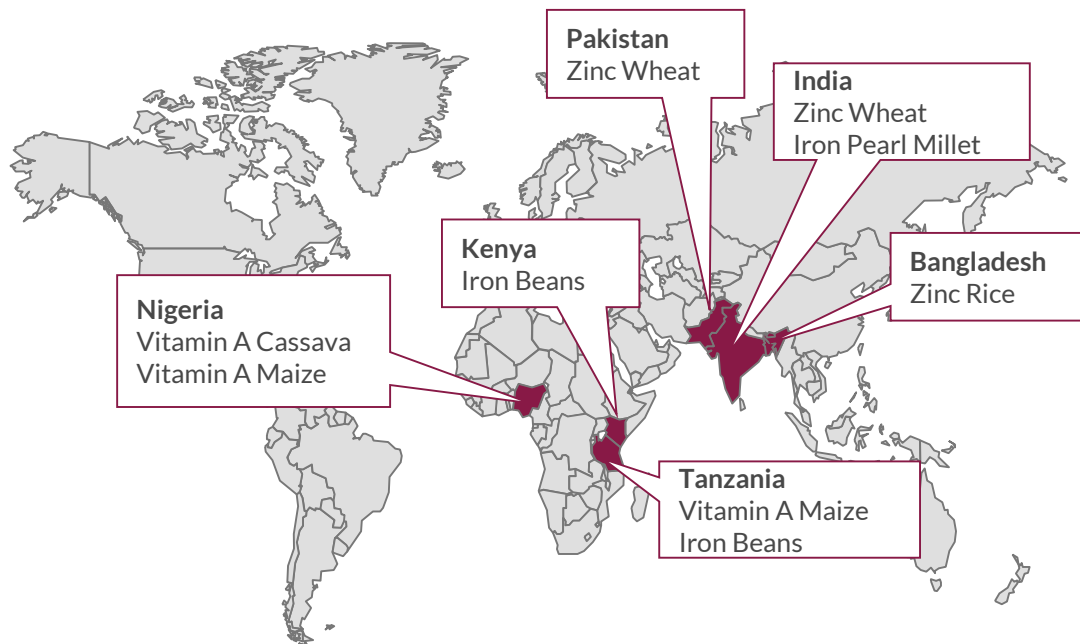 Pakistan
Zinc Wheat
India
Zinc Wheat
Iron Pearl Millet
Kenya
Iron Beans
Bangladesh
Zinc Rice
Nigeria
Vitamin A Cassava
Vitamin A Maize
Tanzania
Vitamin A Maize
Iron Beans